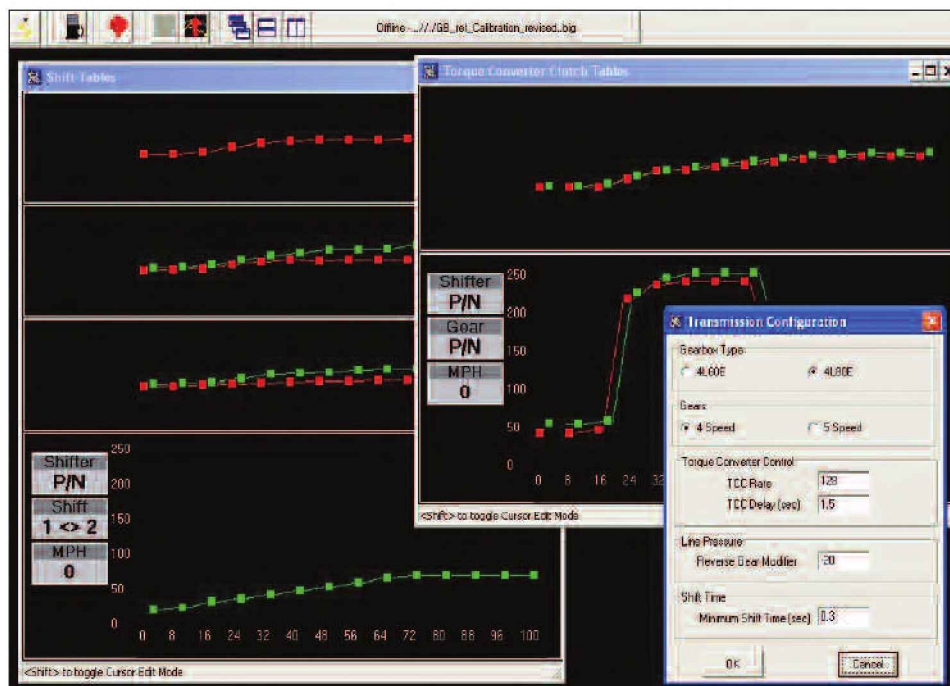 Offline - ..././GB_rel_Calibration_revised..big
Shift Tables
Shifter
P/N
Shift
1 <> 2
MPH
0
250
200
150
100
50
0
0 8 16 24 32 40 48 56 64 72 80 88 96 100
<Shift> to toggle Cursor Edit Mode
Torque Converter Clutch Tables
Shifter
P/N
Gear
P/N
MPH
0
250
200
150
100
50
0
0 8 16 24 32
<Shift> to toggle Cursor Edit Mode
Transmission Configuration
Gearbox Type
4L60E 4L80E
Gears
4 Speed 5 Speed
Torque Converter Control
TCC Rate 128
TCC Delay (sec) 1.5
Line Pressure
Reverse Gear Modifier 20
Shift Time
Minimum Shift Time (sec) 0.3
OK Cancel